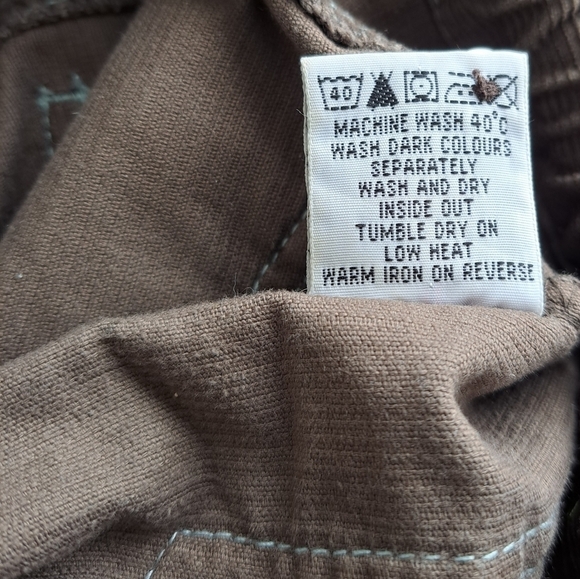 40
MACHINE WASH 40°C
WASH DARK COLOURS
SEPARATELY
WASH AND DRY
INSIDE OUT
TUMBLE DRY ON
LOW HEAT
WARM IRON ON REVERSE